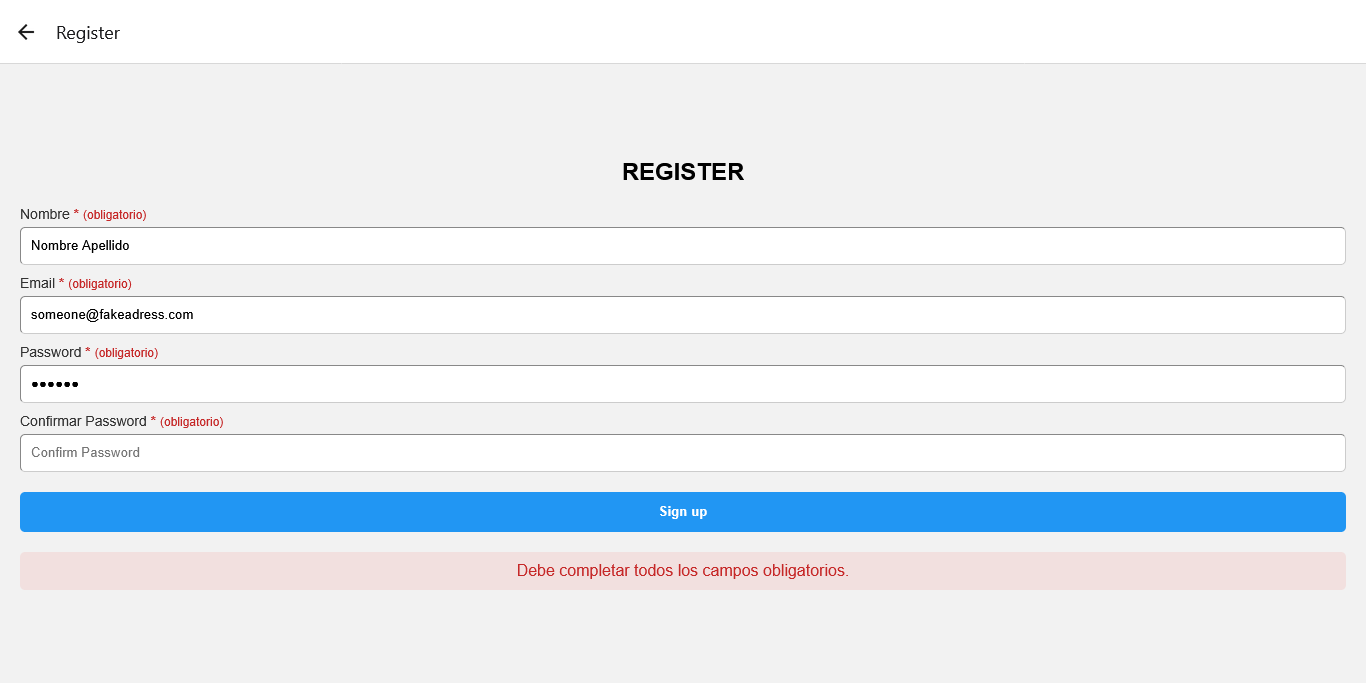 Register
REGISTER
Nombre * (obligatorio)
Nombre Apellido
Email * (obligatorio)
someone@fakeadress.com
Password * (obligatorio)
••••••
Confirmar Password * (obligatorio)
Confirm Password
Sign up
Debe completar todos los campos obligatorios.